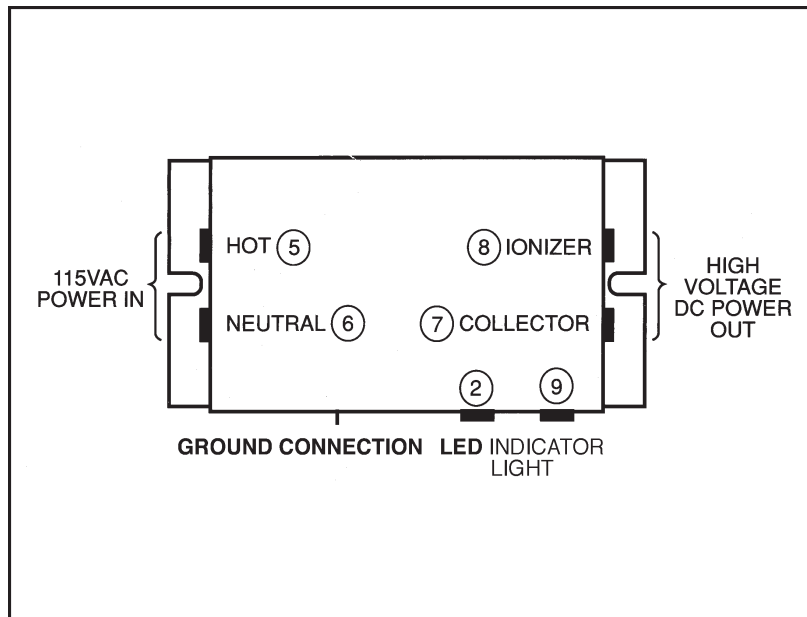 HOT 5
8 IONIZER
115VAC
POWER IN
HIGH
VOLTAGE
DC POWER
OUT
NEUTRAL 6
7 COLLECTOR
2
9
GROUND CONNECTION
LED INDICATOR
LIGHT